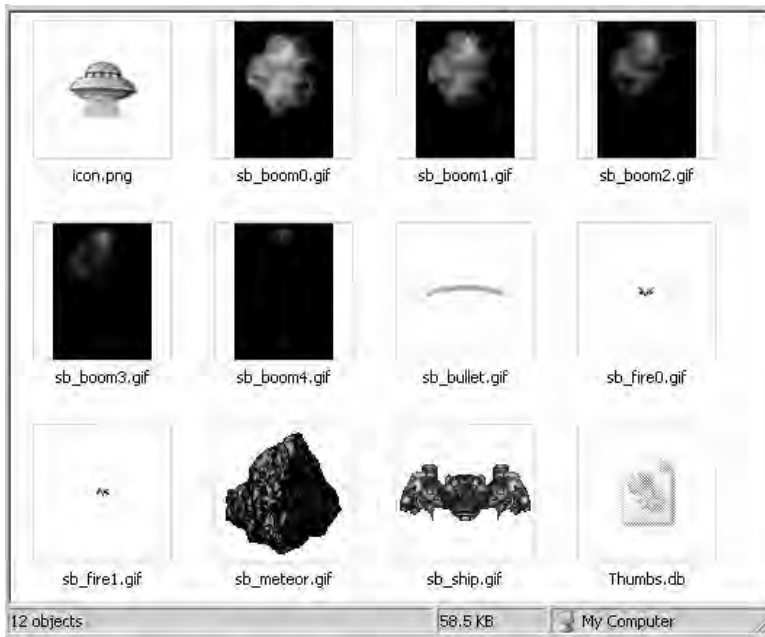 icon.png sb_boom0.gif sb_boom1.gif sb_boom2.gif
sb_boom3.gif sb_boom4.gif sb_bullet.gif sb_fire0.gif
sb_fire1.gif sb_meteor.gif sb_ship.gif Thumbs.db
12 objects 58.5 KB My Computer